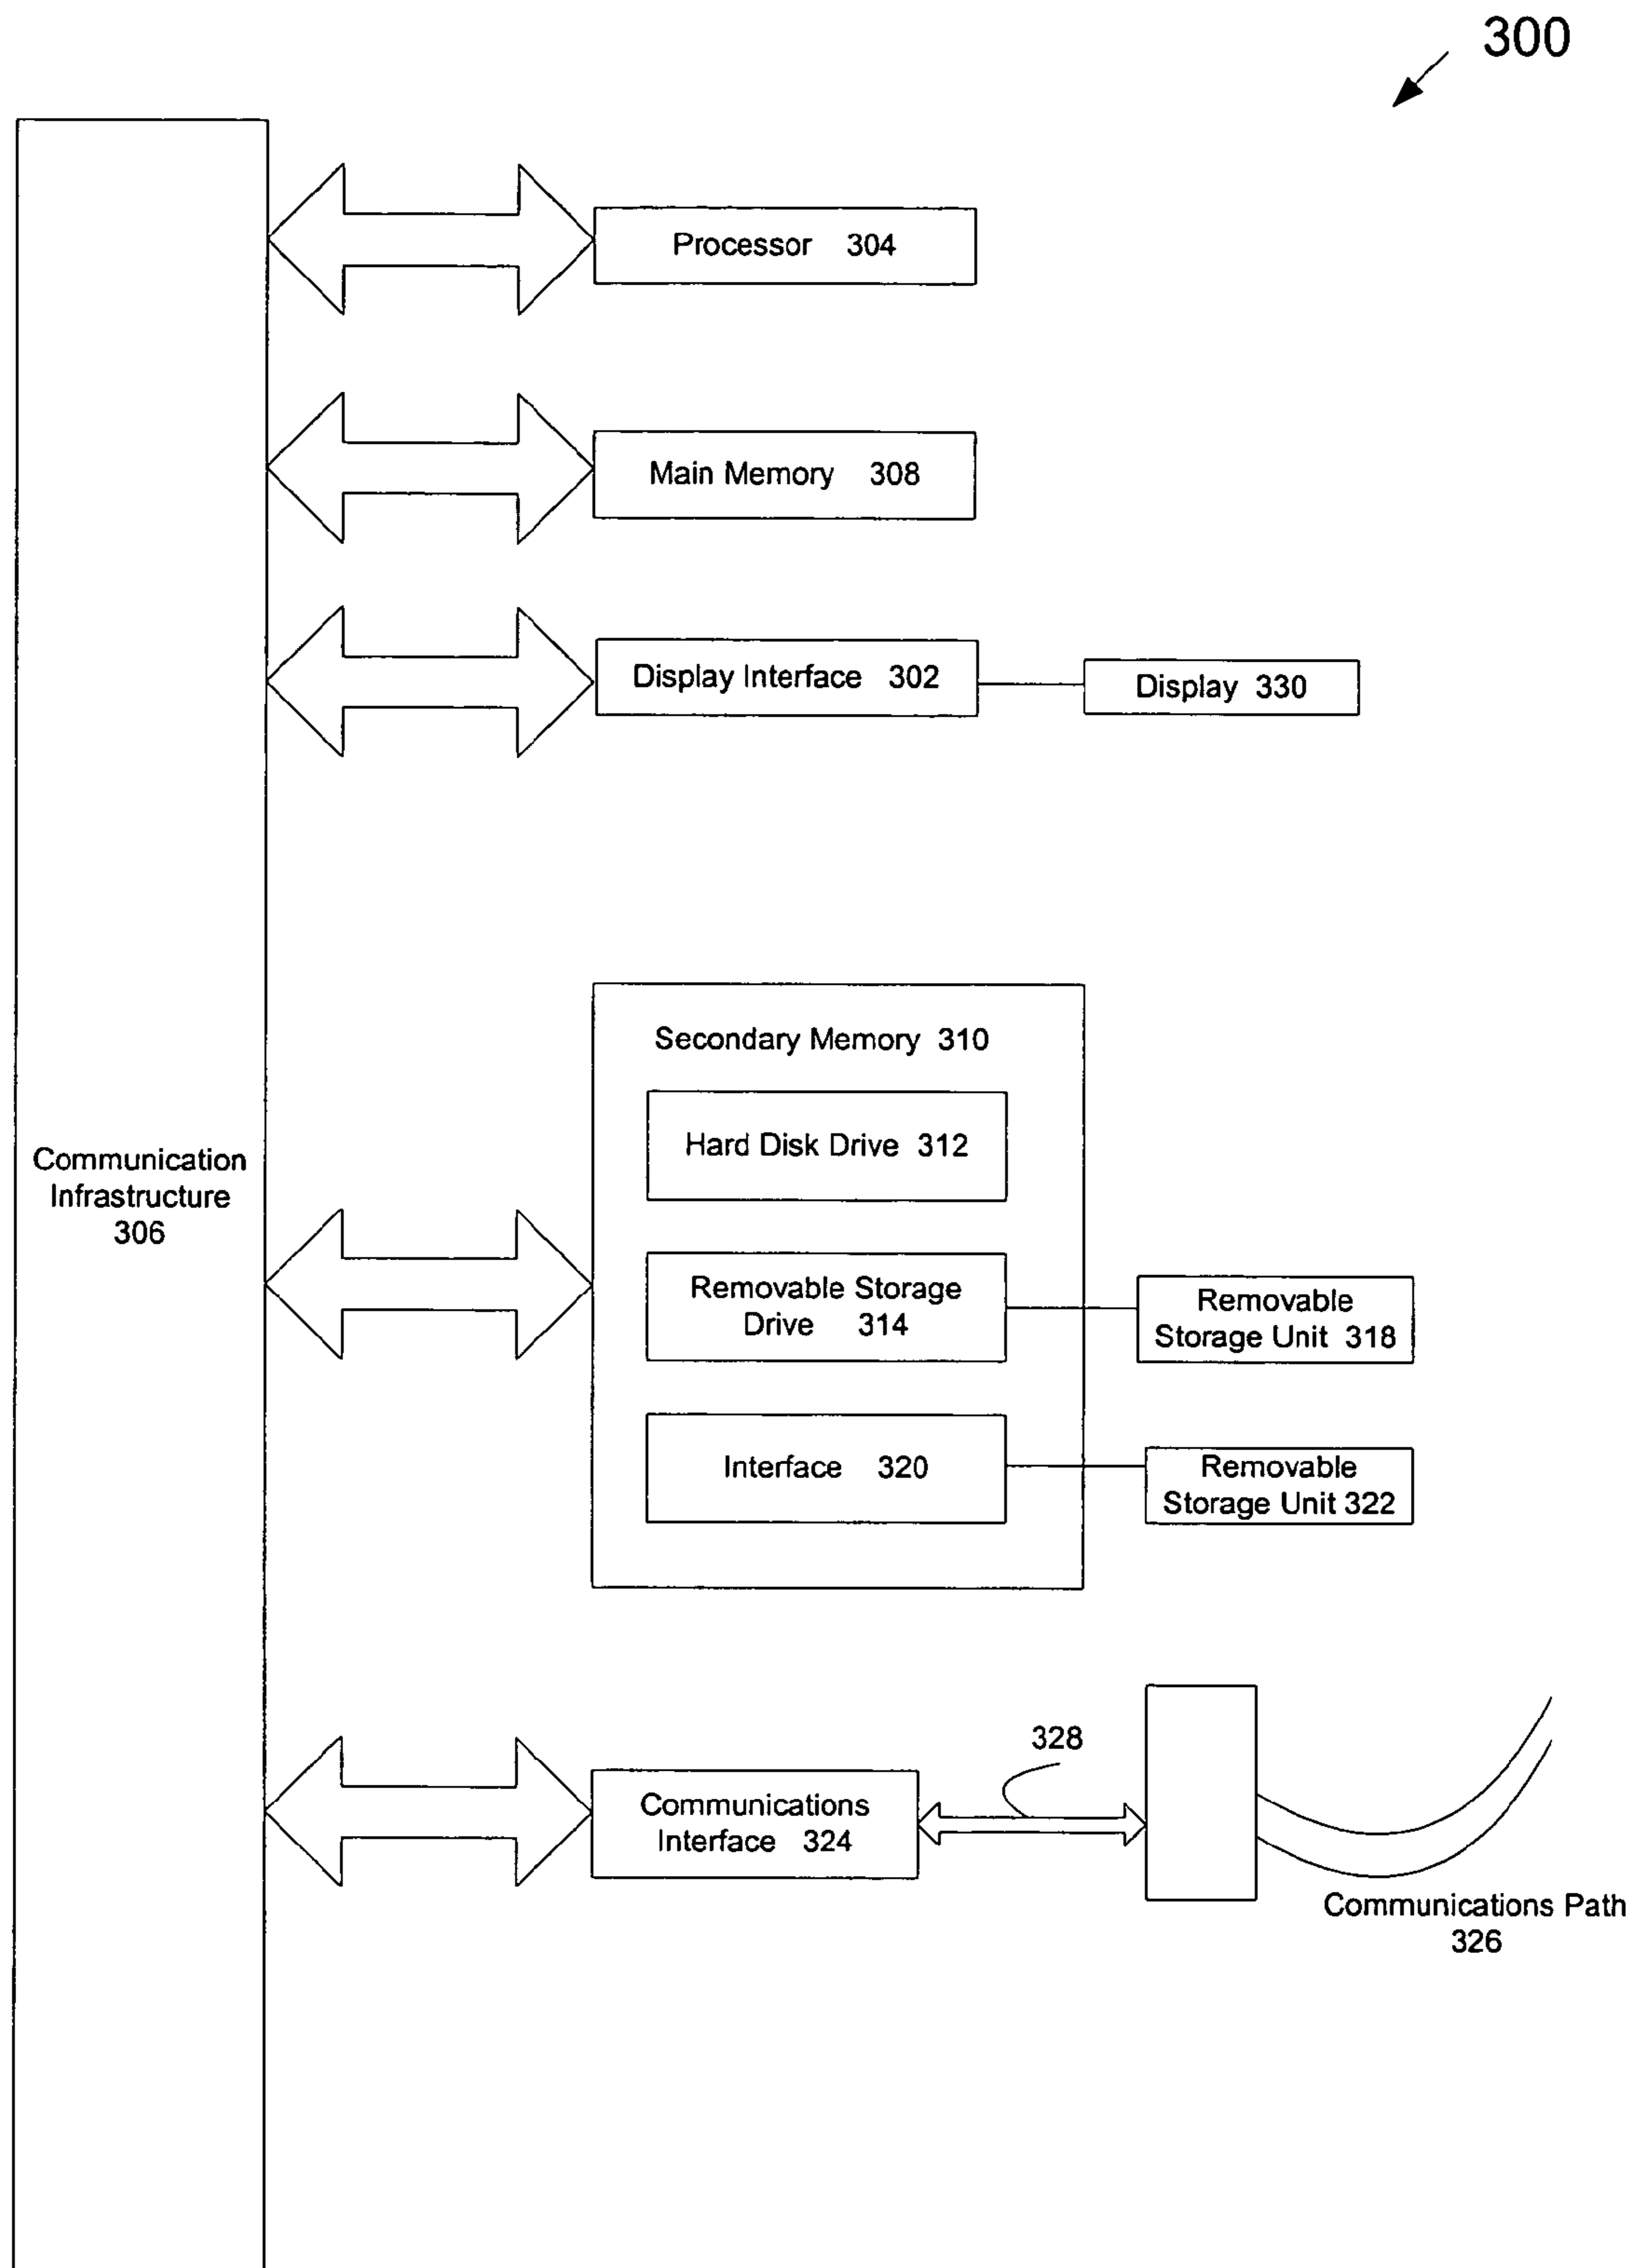 300
Processor 304
Main Memory 308
Display Interface 302
Display 330
Secondary Memory 310
Hard Disk Drive 312
Communication
Infrastructure
306
Removable Storage
Drive 314
Removable
Storage Unit 318
Interface 320
Removable
Storage Unit 322
328
Communications
Interface 324
Communications Path
326